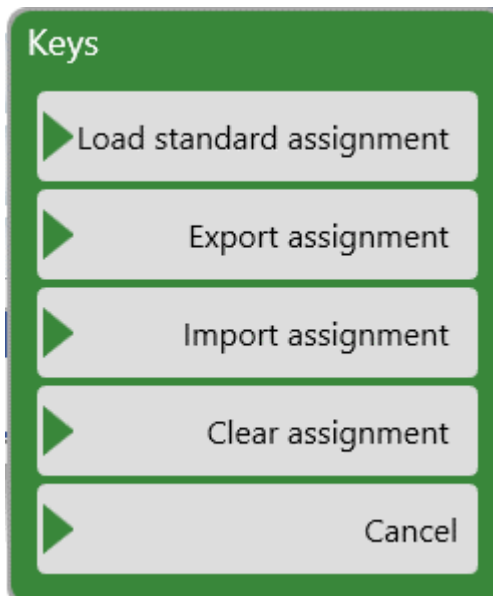 Keys
Load standard assignment
Export assignment
Import assignment
Clear assignment
Cancel